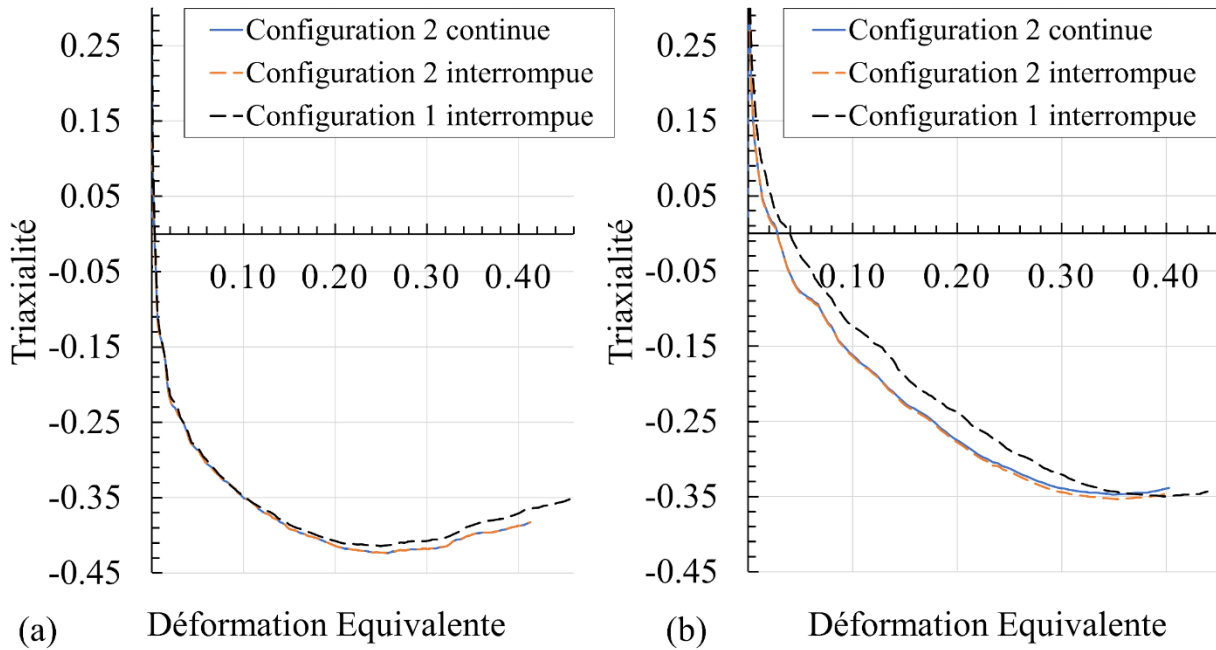 0.25
0.15
0.05
-0.05
-0.15
-0.25
-0.35
-0.45
0.10
0.20
0.30
0.40
Triaxialité
Configuration 2 continue
Configuration 2 interrompue
Configuration 1 interrompue
(a)
Déformation Equivalente
0.25
0.15
0.05
-0.05
-0.15
-0.25
-0.35
-0.45
0.10
0.20
0.30
0.40
Triaxialité
Configuration 2 continue
Configuration 2 interrompue
Configuration 1 interrompue
(b)
Déformation Equivalente